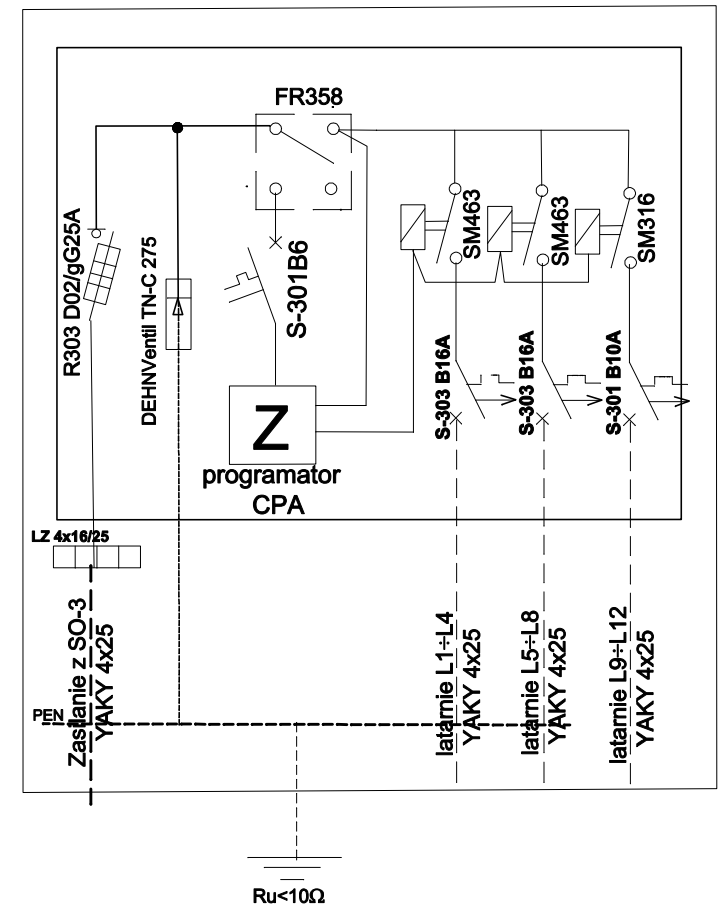 FR358
R303 D02/gG25A
DEHNVentil TN-C 275
S-301B6
SM463
SM463
SM316
S-303 B16A
S-303 B16A
S-301 B10A
Z
programator
CPA
LZ 4x16/25
Zasilanie z SO-3
YAKY 4x25
latarnie L1÷L4
YAKY 4x25
latarnie L5÷L8
YAKY 4x25
latarnie L9÷L12
YAKY 4x25
PEN
Ru<10Ω